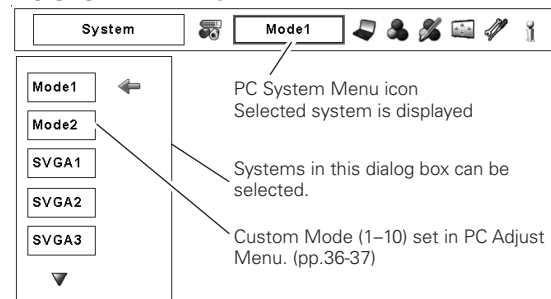 System
Mode1
PC System Menu icon
Selected system is displayed
Mode1
Mode2
SVGA1
SVGA2
SVGA3
Systems in this dialog box can be
selected.
Custom Mode (1–10) set in PC Adjust
Menu. (pp.36-37)